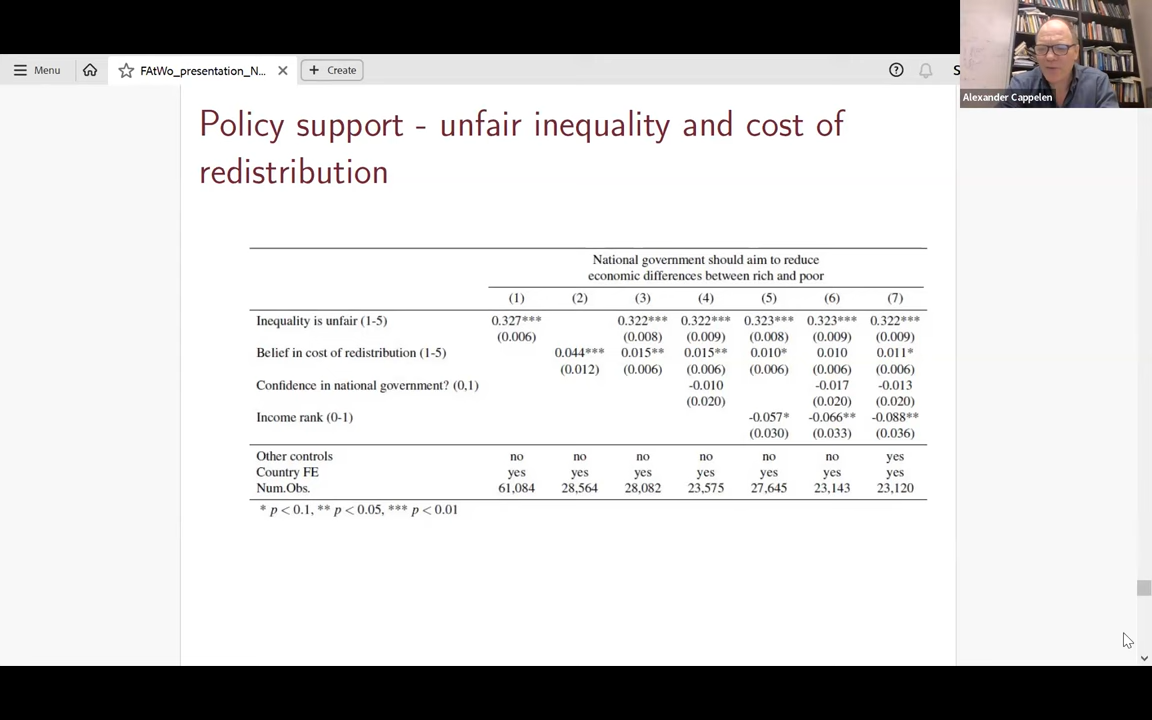 Menu
FAtWo_presentation_N...
Create
S
Alexander Cappelen
Policy support - unfair inequality and cost of
redistribution
National government should aim to reduce
economic differences between rich and poor
(1) (2) (3) (4) (5) (6) (7)
Inequality is unfair (1-5) 0.327*** 0.322*** 0.322*** 0.323*** 0.323*** 0.322***
(0.006) (0.008) (0.009) (0.008) (0.009) (0.009)
Belief in cost of redistribution (1-5) 0.044*** 0.015** 0.015** 0.010* 0.010 0.011*
(0.012) (0.006) (0.006) (0.006) (0.006) (0.006)
Confidence in national government? (0,1) -0.010 -0.017 -0.013
(0.020) (0.020) (0.020)
Income rank (0-1) -0.057* -0.066** -0.088**
(0.030) (0.033) (0.036)
Other controls no no no no no no yes
Country FE yes yes yes yes yes yes yes
Num.Obs. 61,084 28,564 28,082 23,575 27,645 23,143 23,120
* p < 0.1, ** p < 0.05, *** p < 0.01